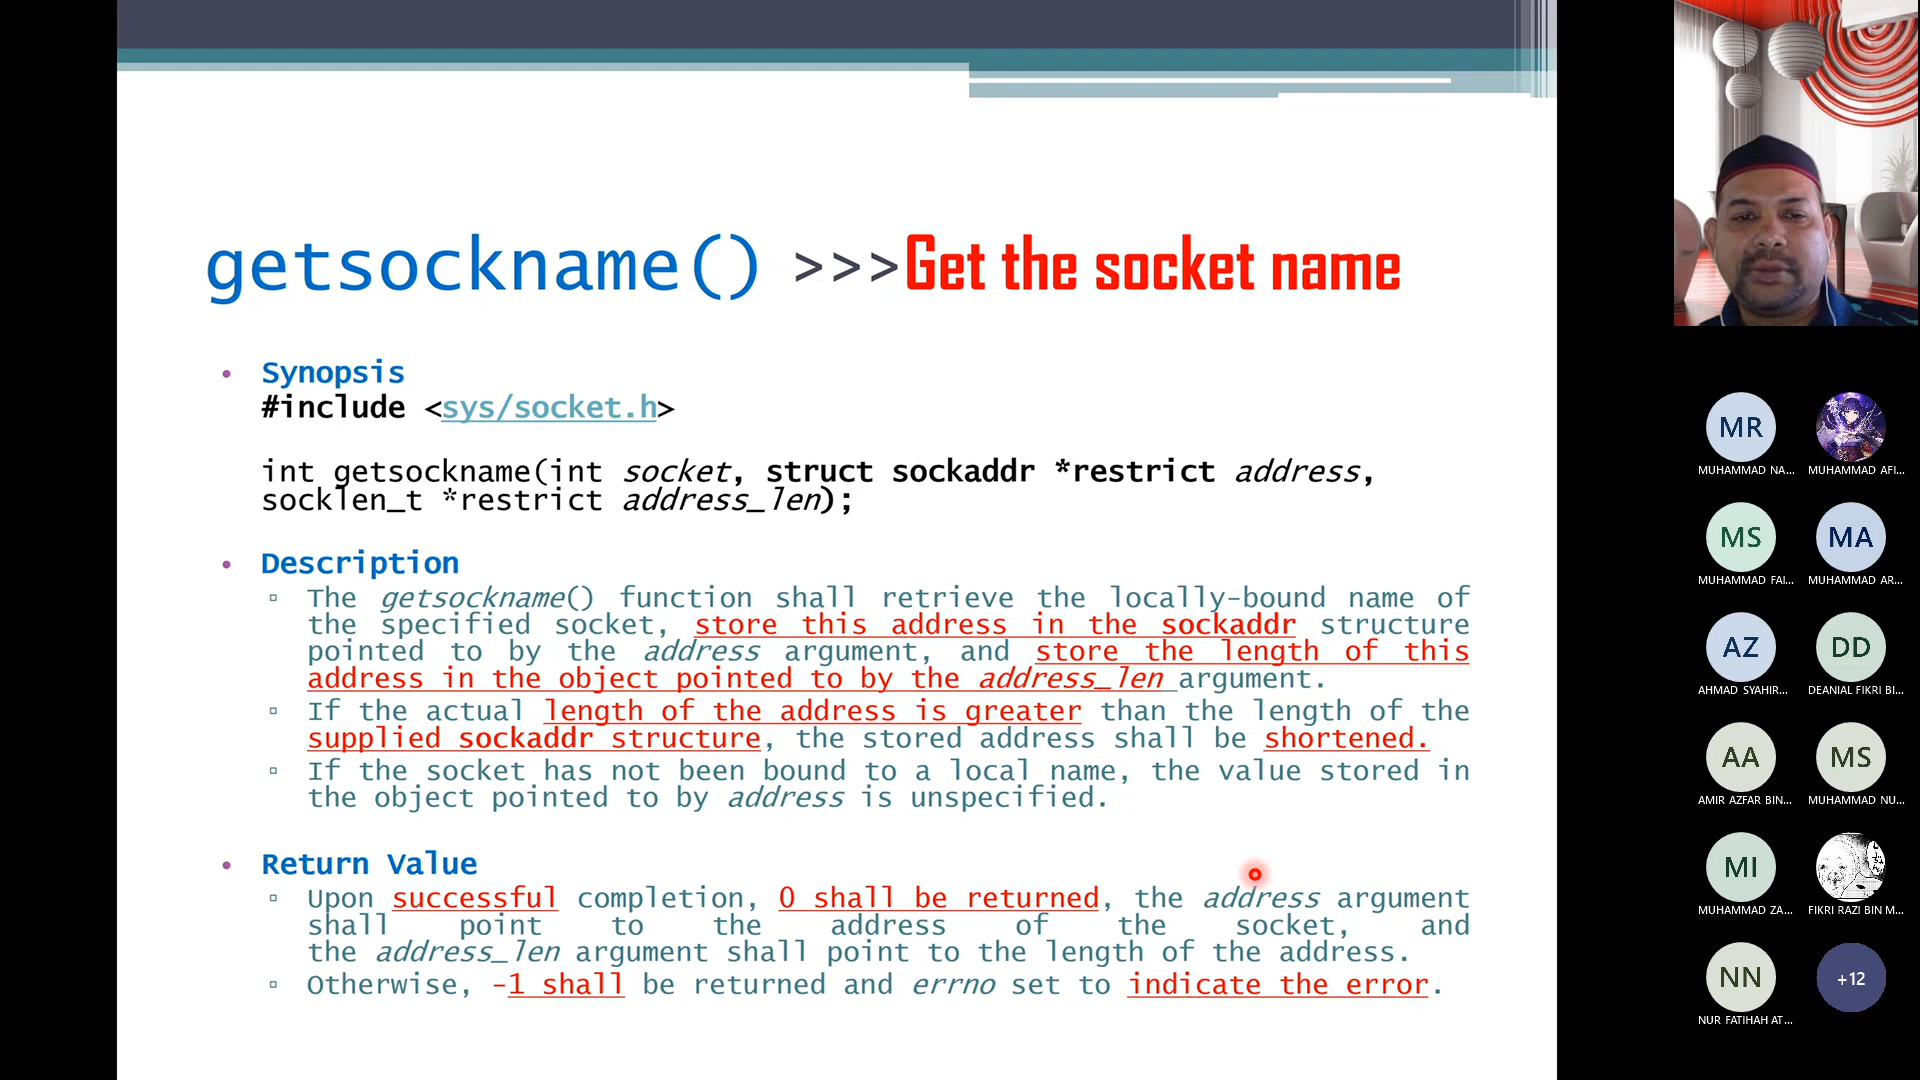 getsockname() >>>Get the socket name
• Synopsis
#include <sys/socket.h>
int getsockname(int socket, struct sockaddr *restrict address,
socklen_t *restrict address_len);
• Description
▫ The getsockname() function shall retrieve the locally-bound name of
the specified socket, store this address in the sockaddr structure
pointed to by the address argument, and store the length of this
address in the object pointed to by the address_len argument.
▫ If the actual length of the address is greater than the length of the
supplied sockaddr structure, the stored address shall be shortened.
▫ If the socket has not been bound to a local name, the value stored in
the object pointed to by address is unspecified.
• Return Value
▫ Upon successful completion, 0 shall be returned, the address argument
shall point to the address of the socket, and
the address_len argument shall point to the length of the address.
▫ Otherwise, -1 shall be returned and errno set to indicate the error.
MR
MUHAMMAD NA... MUHAMMAD AFI...
MS MA
MUHAMMAD FAI... MUHAMMAD AR...
AZ DD
AHMAD SYAHIR... DEANIAL FIKRI BI...
AA MS
AMIR AZFAR BIN... MUHAMMAD NU...
MI
MUHAMMAD ZA... FIKRI RAZI BIN M...
NN +12
NUR FATIHAH AT...